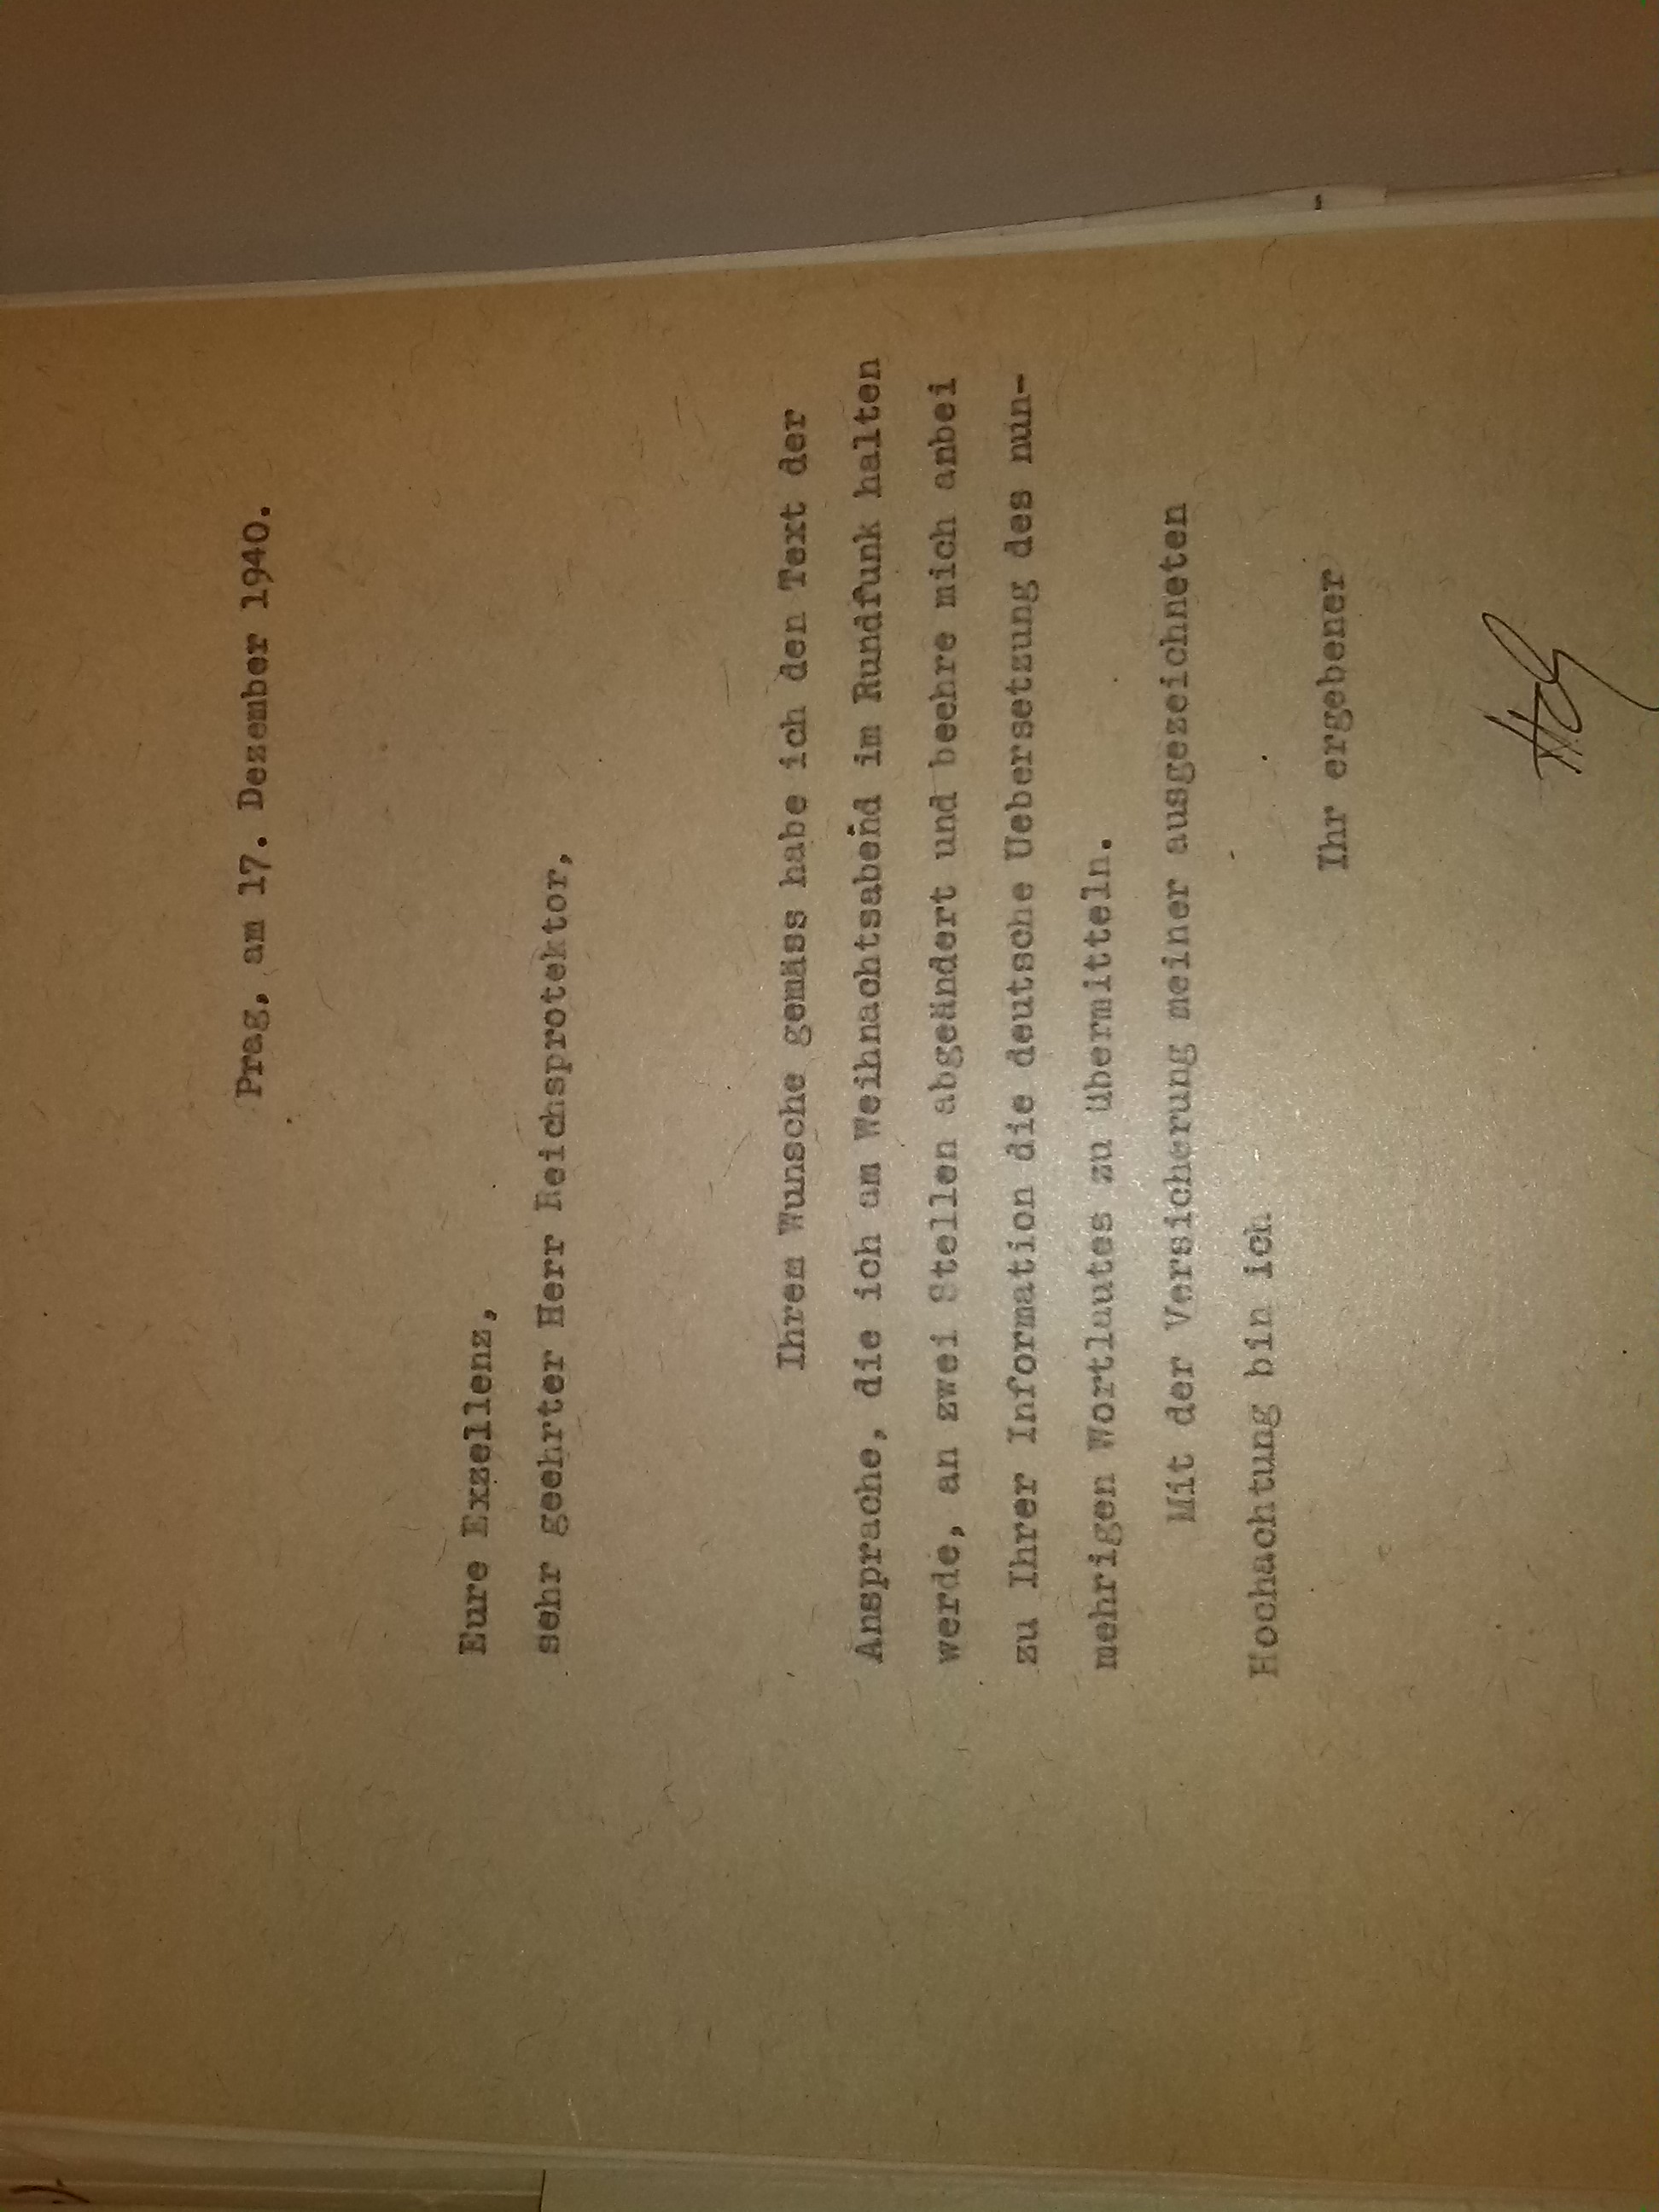 Prag, am 17. Dezember 1940.
Eure Exzellenz,
sehr geehrter Herr Reichsprotektor,
Ihrem Wunsche gemäss habe ich den Text der
Ansprache, die ich am Weihnachtsabend im Rundfunk halten
werde, an zwei Stellen abgeändert und beehre mich anbei
zu Ihrer Information die deutsche Uebersetzung des nun-
mehrigen Wortlautes zu übermitteln.
Mit der Versicherung meiner ausgezeichneten
Hochachtung bin ich
Ihr ergebener